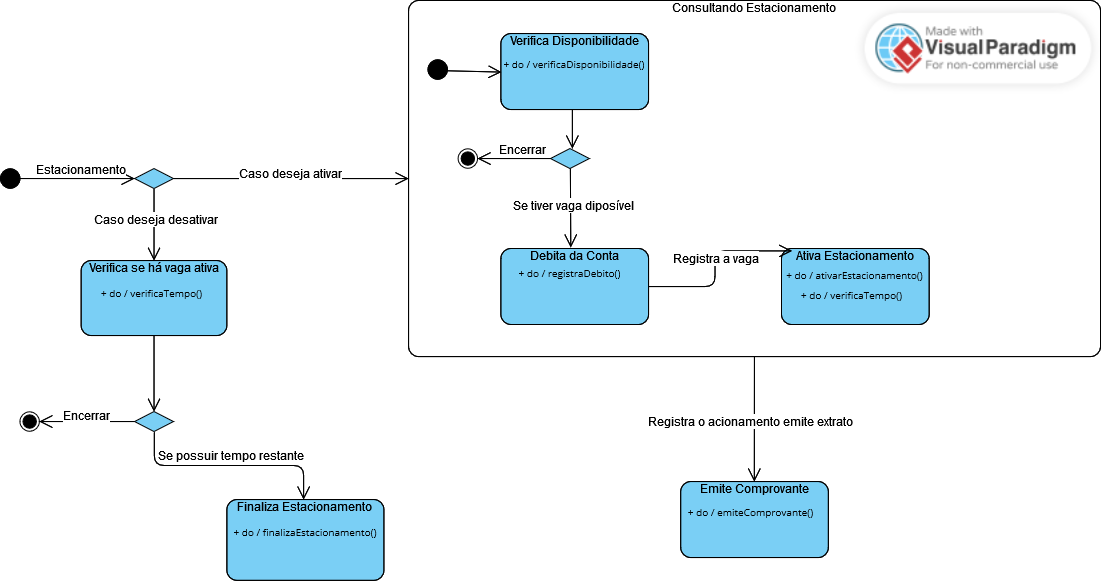 Consultando Estacionamento
Made with
Visual Paradigm
For non-commercial use
Verifica Disponibilidade
+ do / verificaDisponibilidade()
Encerrar
Estacionamento
Caso deseja ativar
Se tiver vaga diposível
Caso deseja desativar
Debita da Conta
+ do / registraDebito()
Registra a vaga
Ativa Estacionamento
+ do / ativarEstacionamento()
+ do / verificaTempo()
Verifica se há vaga ativa
+ do / verificaTempo()
Encerrar
Registra o acionamento emite extrato
Se possuir tempo restante
Emite Comprovante
+ do / emiteComprovante()
Finaliza Estacionamento
+ do / finalizaEstacionamento()